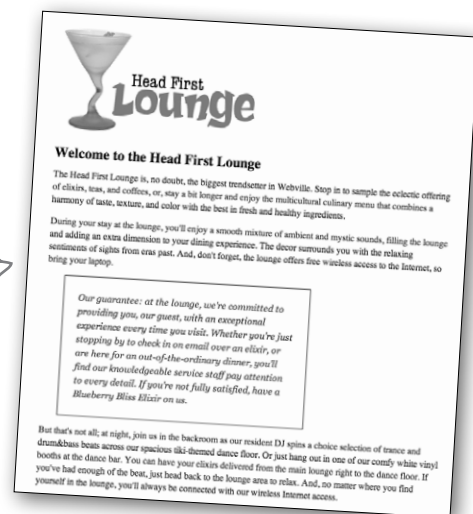 Head First
Lounge
Welcome to the Head First Lounge
The Head First Lounge is, no doubt, the biggest trendsetter in Webville. Stop in to sample the eclectic offering
of elixirs, teas, and coffees, or, stay a bit longer and enjoy the multicultural culinary menu that combines a
harmony of taste, texture, and color with the best in fresh and healthy ingredients.
During your stay at the lounge, you'll enjoy a smooth mixture of ambient and mystic sounds, filling the lounge
and adding an extra dimension to your dining experience. The decor surrounds you with the relaxing
sentiments of sights from eras past. And, don't forget, the lounge offers free wireless access to the Internet, so
bring your laptop.
Our guarantee: at the lounge, we're committed to
providing you, our guest, with an exceptional
experience every time you visit. Whether you're just
stopping by to check in on email over an elixir, or
are here for an out-of-the-ordinary dinner, you'll
find our knowledgeable service staff pay attention
to every detail. If you're not fully satisfied, have a
Blueberry Bliss Elixir on us.
But that's not all; at night, join us in the backroom as our resident DJ spins a choice selection of trance and
drum&bass beats across our spacious tiki-themed dance floor. Or just hang out in one of our comfy white vinyl
booths at the dance bar. You can have your elixirs delivered from the main lounge right to the dance floor. If
you've had enough of the beat, just head back to the lounge area to relax. And, no matter where you find
yourself in the lounge, you'll always be connected with our wireless Internet access.